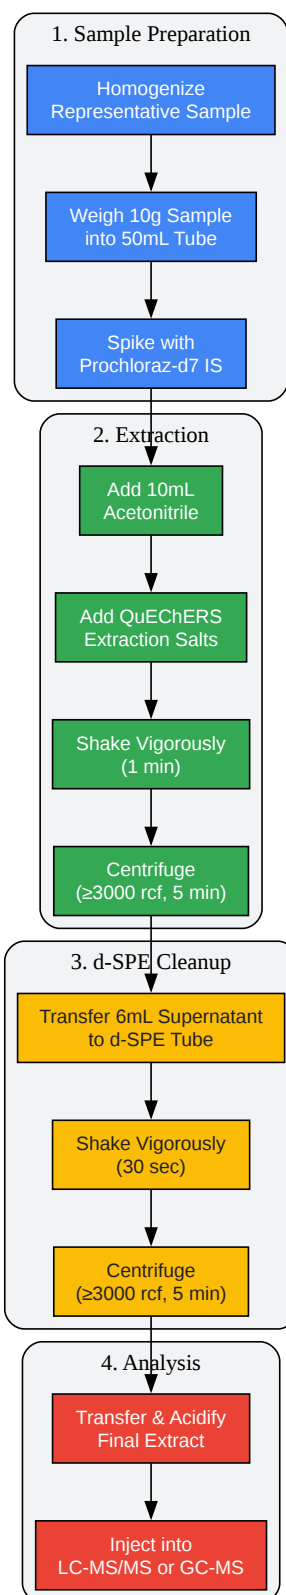 1. Sample Preparation
Homogenize
Representative Sample
Weigh 10g Sample
into 50mL Tube
Spike with
Prochloraz-d7 IS
2. Extraction
Add 10mL
Acetonitrile
Add QuEChERS
Extraction Salts
Shake Vigorously
(1 min)
Centrifuge
(≥3000 rcf, 5 min)
3. d-SPE Cleanup
Transfer 6mL Supernatant
to d-SPE Tube
Shake Vigorously
(30 sec)
Centrifuge
(≥3000 rcf, 5 min)
4. Analysis
Transfer & Acidify
Final Extract
Inject into
LC-MS/MS or GC-MS